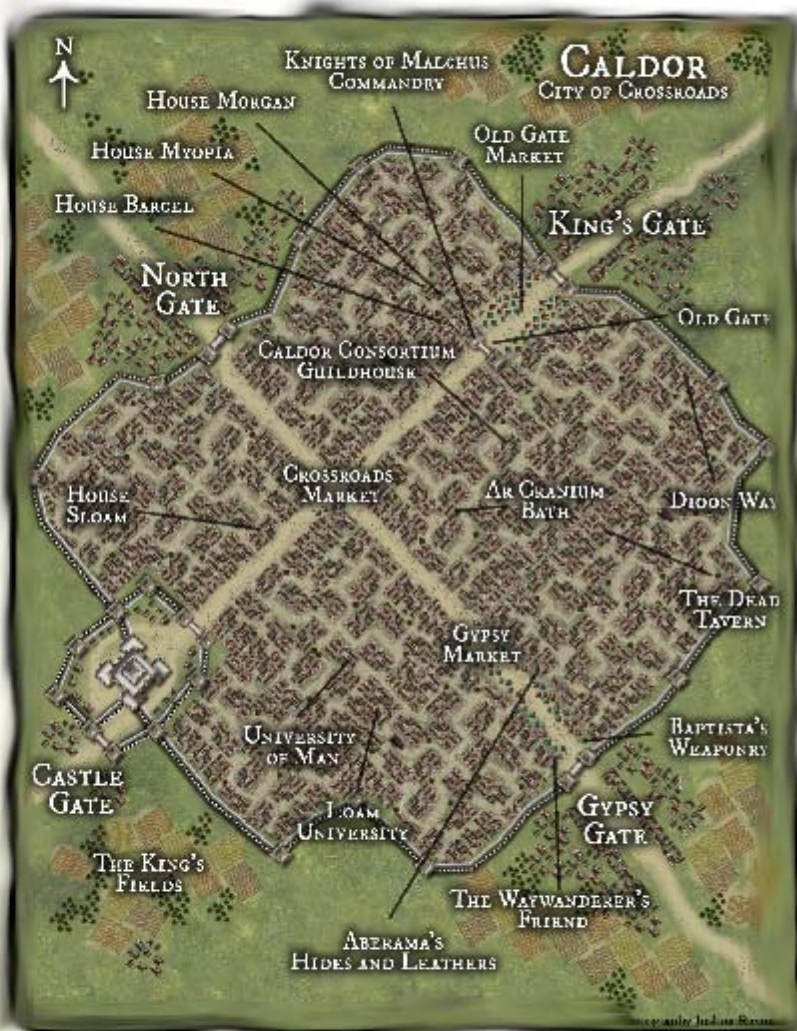 N
CALDOR
CITY OF CROSSROADS
KNIGHTS OF MALCHUS
COMMANDRY
HOUSE MORGAN
OLD GATE
MARKET
HOUSE MYOPIA
HOUSE BARCEL
KING'S GATE
NORTH
GATE
OLD GATE
CALDOR CONSORTIUM
GUILDHOUSE
CROSSROADS
MARKET
AR CRANIUM
BATH
HOUSE
SLOAM
DIOON WAY
THE DEAD
TAVERN
GYPSY
MARKET
UNIVERSITY
OF MAN
BAPTISTA'S
WEAPONRY
CASTLE
GATE
LOAM
UNIVERSITY
GYPSY
GATE
THE KING'S
FIELDS
THE WAYWANDERER'S
FRIEND
ABERAMA'S
HIDES AND LEATHERS